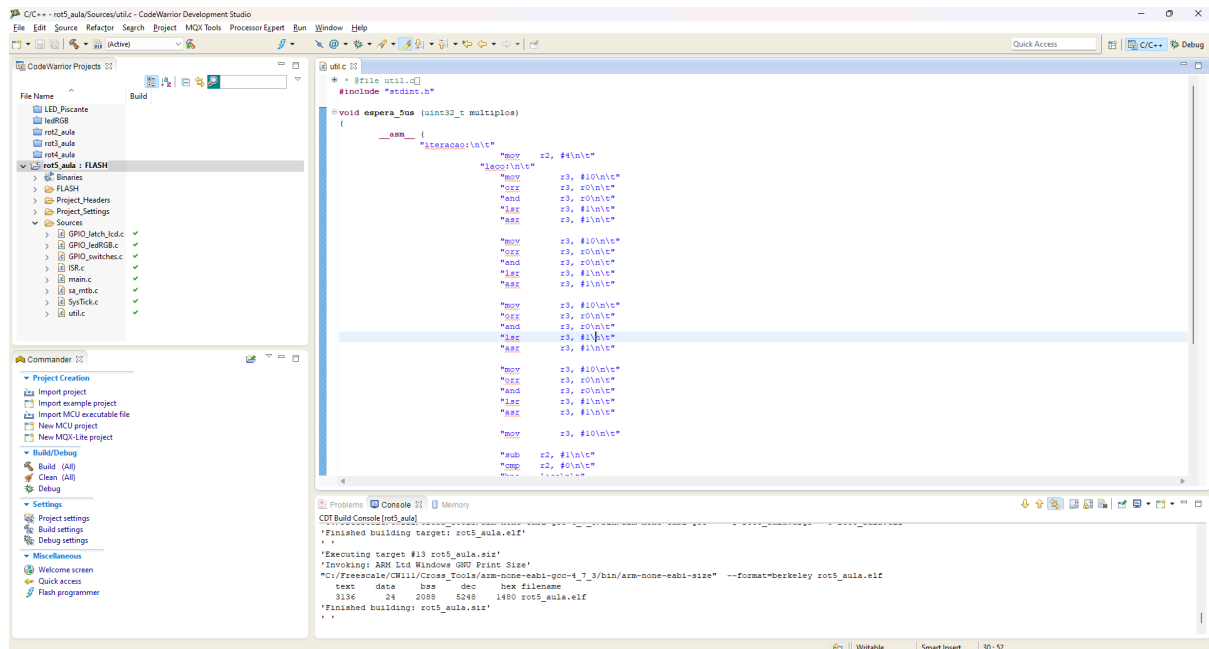 C/C++ - rot5_aula/Sources/util.c - CodeWarrior Development Studio
File Edit Source Refactor Search Project MQX Tools Processor Expert Run Window Help
(Active)
Quick Access
C/C++
Debug
CodeWarrior Projects
File Name Build
LED_Piscante
ledRGB
rot2_aula
rot3_aula
rot4_aula
rot5_aula : FLASH
Binaries
FLASH
Project_Headers
Project_Settings
Sources
GPIO_latch_lcd.c
GPIO_ledRGB.c
GPIO_switches.c
ISR.c
main.c
sa_mtb.c
SysTick.c
util.c
Commander
Project Creation
Import project
Import example project
Import MCU executable file
New MCU project
New MQX-Lite project
Build/Debug
Build (All)
Clean (All)
Debug
Settings
Project settings
Build settings
Debug settings
Miscellaneous
Welcome screen
Quick access
Flash programmer
util.c
* @file util.c
#include "stdint.h"
void espera_5us (uint32_t multiplos)
{
__asm__ (
"iteracao:\n\t"
"mov r2, #4\n\t"
"laco:\n\t"
"mov r3, #10\n\t"
"orr r3, r0\n\t"
"and r3, r0\n\t"
"lsr r3, #1\n\t"
"asr r3, #1\n\t"
"mov r3, #10\n\t"
"orr r3, r0\n\t"
"and r3, r0\n\t"
"lsr r3, #1\n\t"
"asr r3, #1\n\t"
"mov r3, #10\n\t"
"orr r3, r0\n\t"
"and r3, r0\n\t"
"lsr r3, #1\n\t"
"asr r3, #1\n\t"
"mov r3, #10\n\t"
"orr r3, r0\n\t"
"and r3, r0\n\t"
"lsr r3, #1\n\t"
"asr r3, #1\n\t"
"mov r3, #10\n\t"
"sub r2, #1\n\t"
"cmp r2, #0\n\t"
Problems Console Memory
CDT Build Console [rot5_aula]
'Finished building target: rot5_aula.elf'
' '
'Executing target #13 rot5_aula.siz'
'Invoking: ARM Ltd Windows GNU Print Size'
"C:/Freescale/CW111/Cross_Tools/arm-none-eabi-gcc-4_7_3/bin/arm-none-eabi-size" --format=berkeley rot5_aula.elf
text data bss dec hex filename
3136 24 2088 5248 1480 rot5_aula.elf
'Finished building: rot5_aula.siz'
' '
Writable Smart Insert 30 : 52